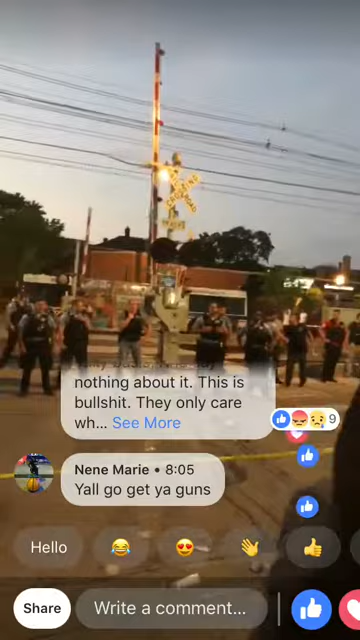 CROSSING
nothing about it. This is
bullshit. They only care
wh... See More
9
Nene Marie • 8:05
Yall go get ya guns
Hello
Share
Write a comment...